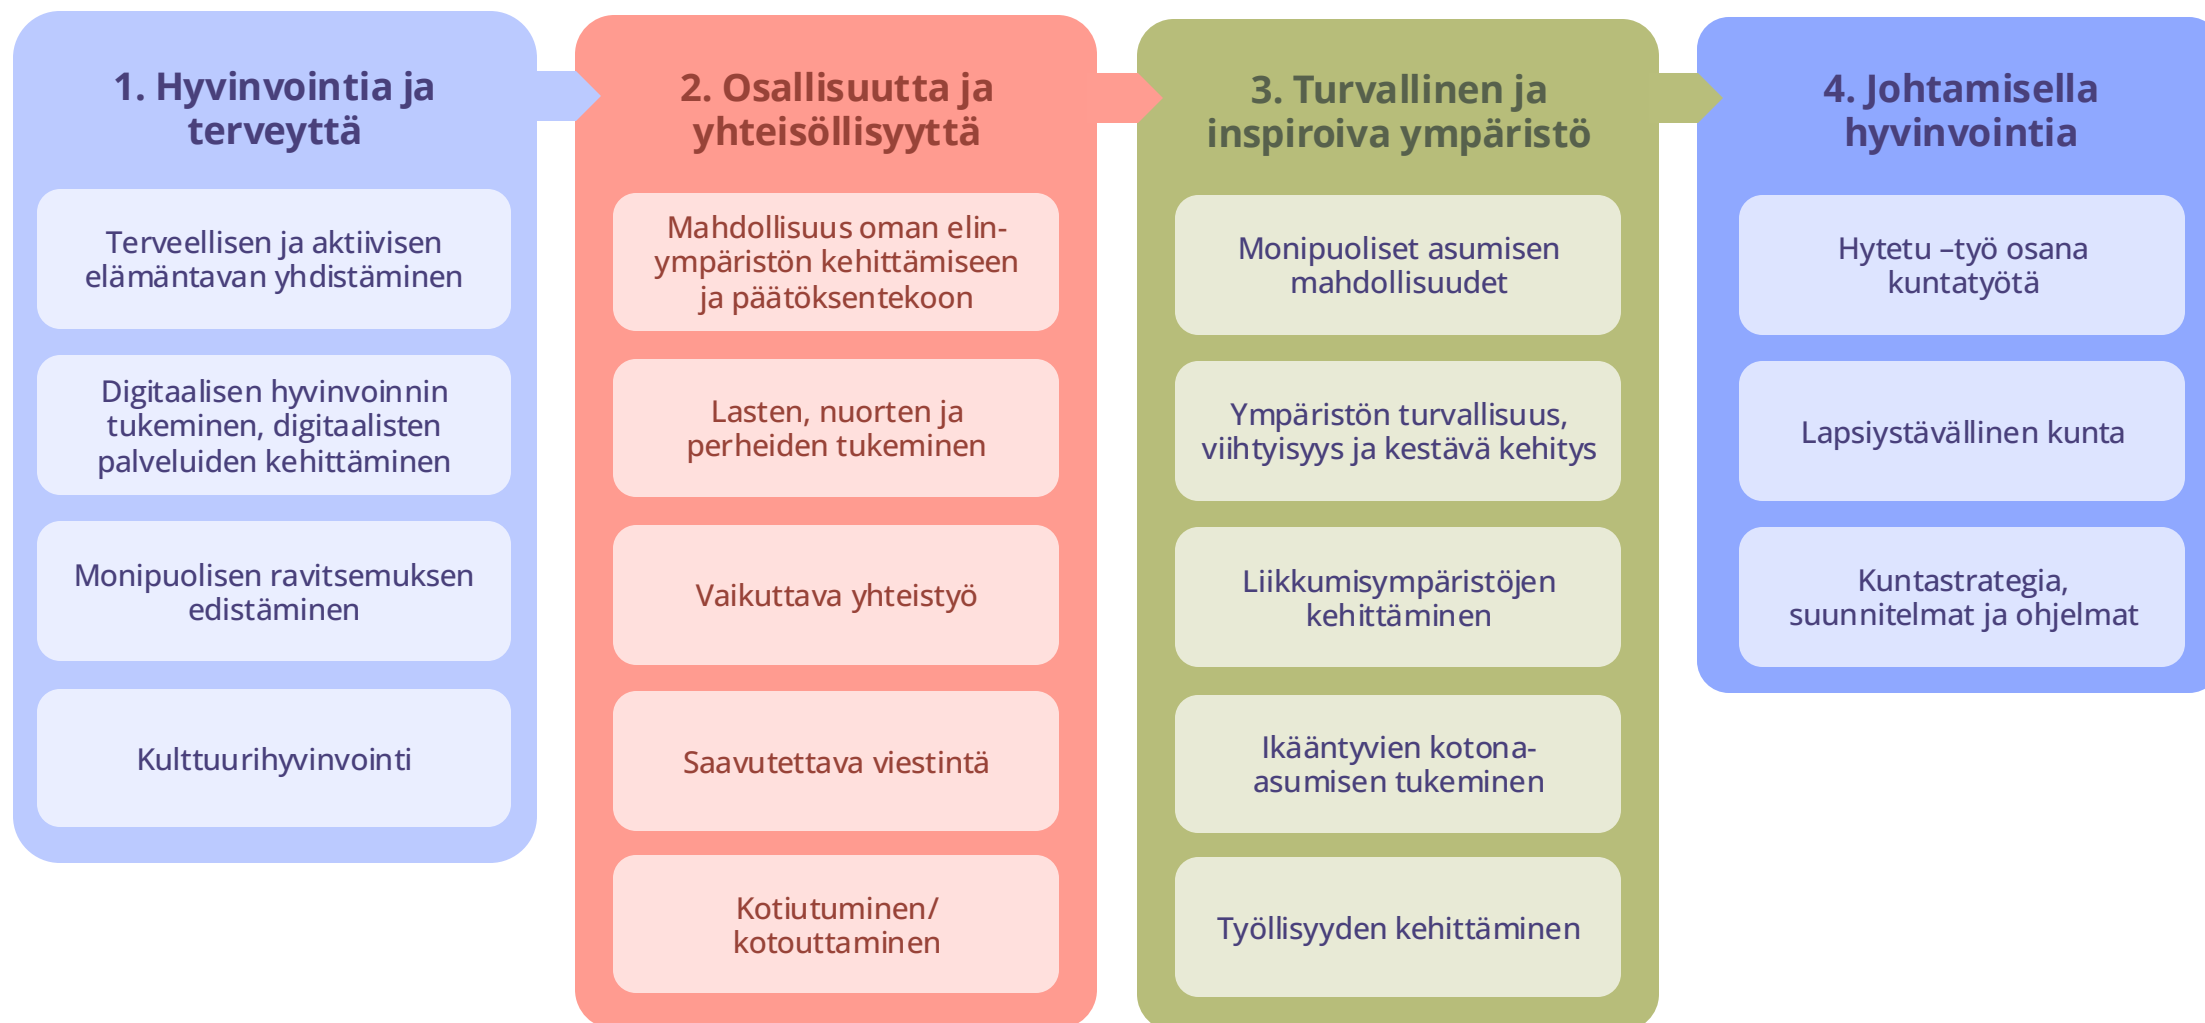 1. Hyvinvointia ja
terveyttä
Terveellisen ja aktiivisen
elämäntavan yhdistäminen
Digitaalisen hyvinvoinnin
tukeminen, digitaalisten
palveluiden kehittäminen
Monipuolisen ravitsemuksen
edistäminen
Kulttuurihyvinvointi
2. Osallisuutta ja
yhteisöllisyyttä
Mahdollisuus oman elin-
ympäristön kehittämiseen
ja päätöksentekoon
Lasten, nuorten ja
perheiden tukeminen
Vaikuttava yhteistyö
Saavutettava viestintä
Kotiutuminen/
kotouttaminen
3. Turvallinen ja
inspiroiva ympäristö
Monipuoliset asumisen
mahdollisuudet
Ympäristön turvallisuus,
viihtyisyys ja kestävä kehitys
Liikkumisympäristöjen
kehittäminen
Ikääntyvien kotona-
asumisen tukeminen
Työllisyyden kehittäminen
4. Johtamisella
hyvinvointia
Hytetu –työ osana
kuntatyötä
Lapsiystävällinen kunta
Kuntastrategia,
suunnitelmat ja ohjelmat